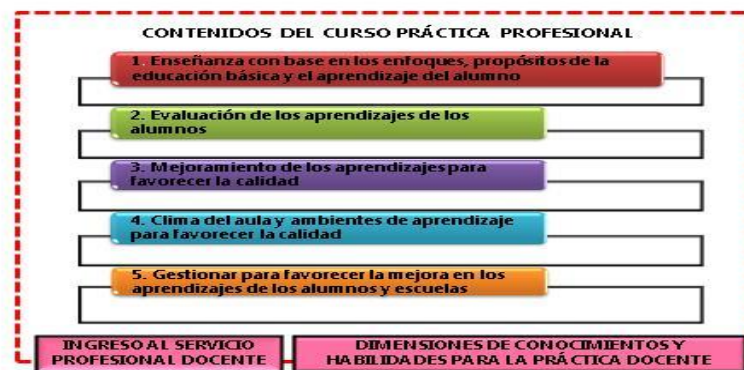 CONTENIDOS DEL CURSO PRÁCTICA PROFESIONAL
1. Enseñanza con base en los enfoques, propósitos de la
educación básica y el aprendizaje del alumno
2. Evaluación de los aprendizajes de los
alumnos
3. Mejoramiento de los aprendizajes para
favorecer la calidad
4. Clima del aula y ambientes de aprendizaje
para favorecer la calidad
5. Gestionar para favorecer la mejora en los
aprendizajes de los alumnos y escuelas
INGRESO AL SERVICIO
PROFESIONAL DOCENTE
DIMENSIONES DE CONOCIMIENTOS Y
HABILIDADES PARA LA PRÁCTICA DOCENTE